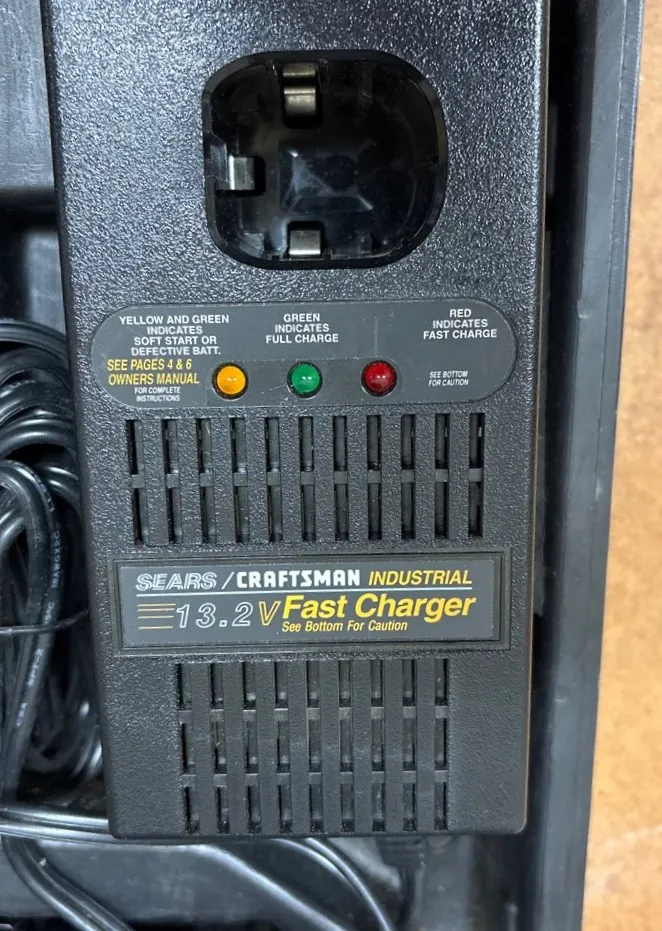 YELLOW AND GREEN
INDICATES
SOFT START OR
DEFECTIVE BATT.
SEE PAGES 4 & 6
OWNERS MANUAL
FOR COMPLETE
INSTRUCTIONS
GREEN
INDICATES
FULL CHARGE
RED
INDICATES
FAST CHARGE
SEE BOTTOM
FOR CAUTION
SEARS / CRAFTSMAN INDUSTRIAL
13.2 V Fast Charger
See Bottom For Caution